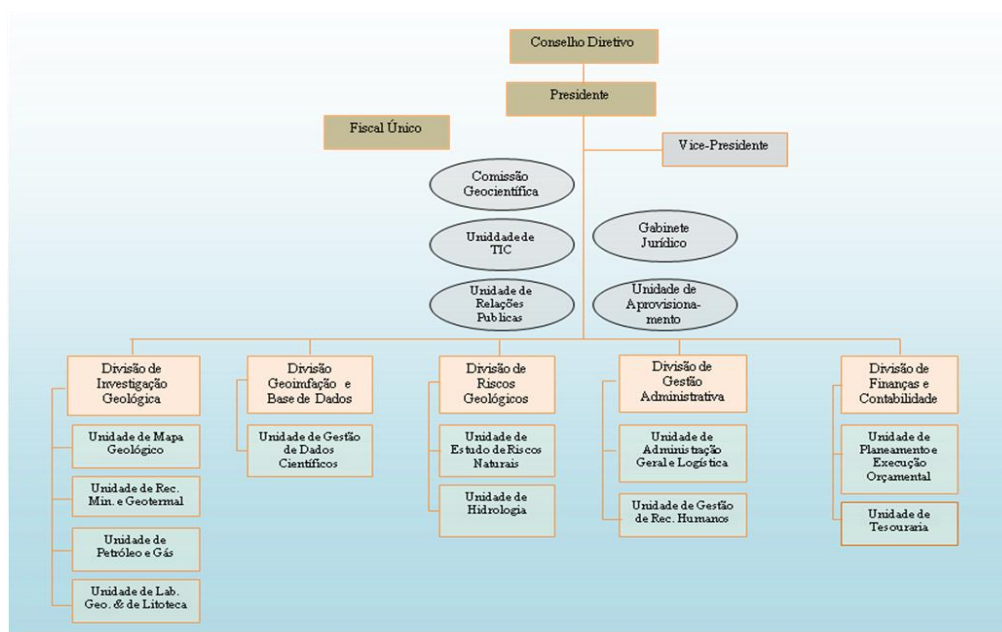 Conselho Diretivo
Presidente
Fiscal Único
Vice-Presidente
Comissão
Geocientífica
Uniddade de
TIC
Gabinete
Jurídico
Unidade de
Relações
Publicas
Unidade de
Aprovisiona-
mento
Divisão de
Investigação
Geológica
Unidade de Mapa
Geológico
Unidade de Rec.
Min. e Geotermal
Unidade de
Petróleo e Gás
Unidade de Lab.
Geo. & de Litoteca
Divisão
Geoimfação e
Base de Dados
Unidade de Gestão
de Dados
Científicos
Divisão de
Riscos
Geológicos
Unidade de
Estudo de Riscos
Naturais
Unidade de
Hidrologia
Divisão de
Gestão
Administrativa
Unidade de
Administração
Geral e Logística
Unidade de Gestão
de Rec. Humanos
Divisão de
Finanças e
Contabilidade
Unidade de
Planeamento e
Execução
Orçamental
Unidade de
Tesouraria